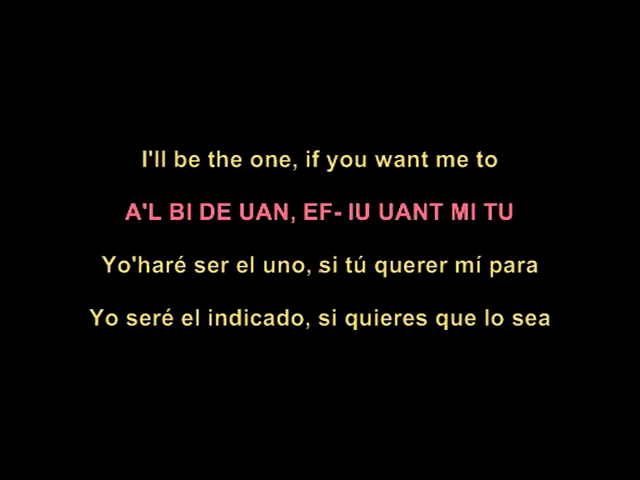 I'll be the one, if you want me to
A'L BI DE UAN, EF- IU UANT MI TU
Yo'haré ser el uno, si tú querer mí para
Yo seré el indicado, si quieres que lo sea